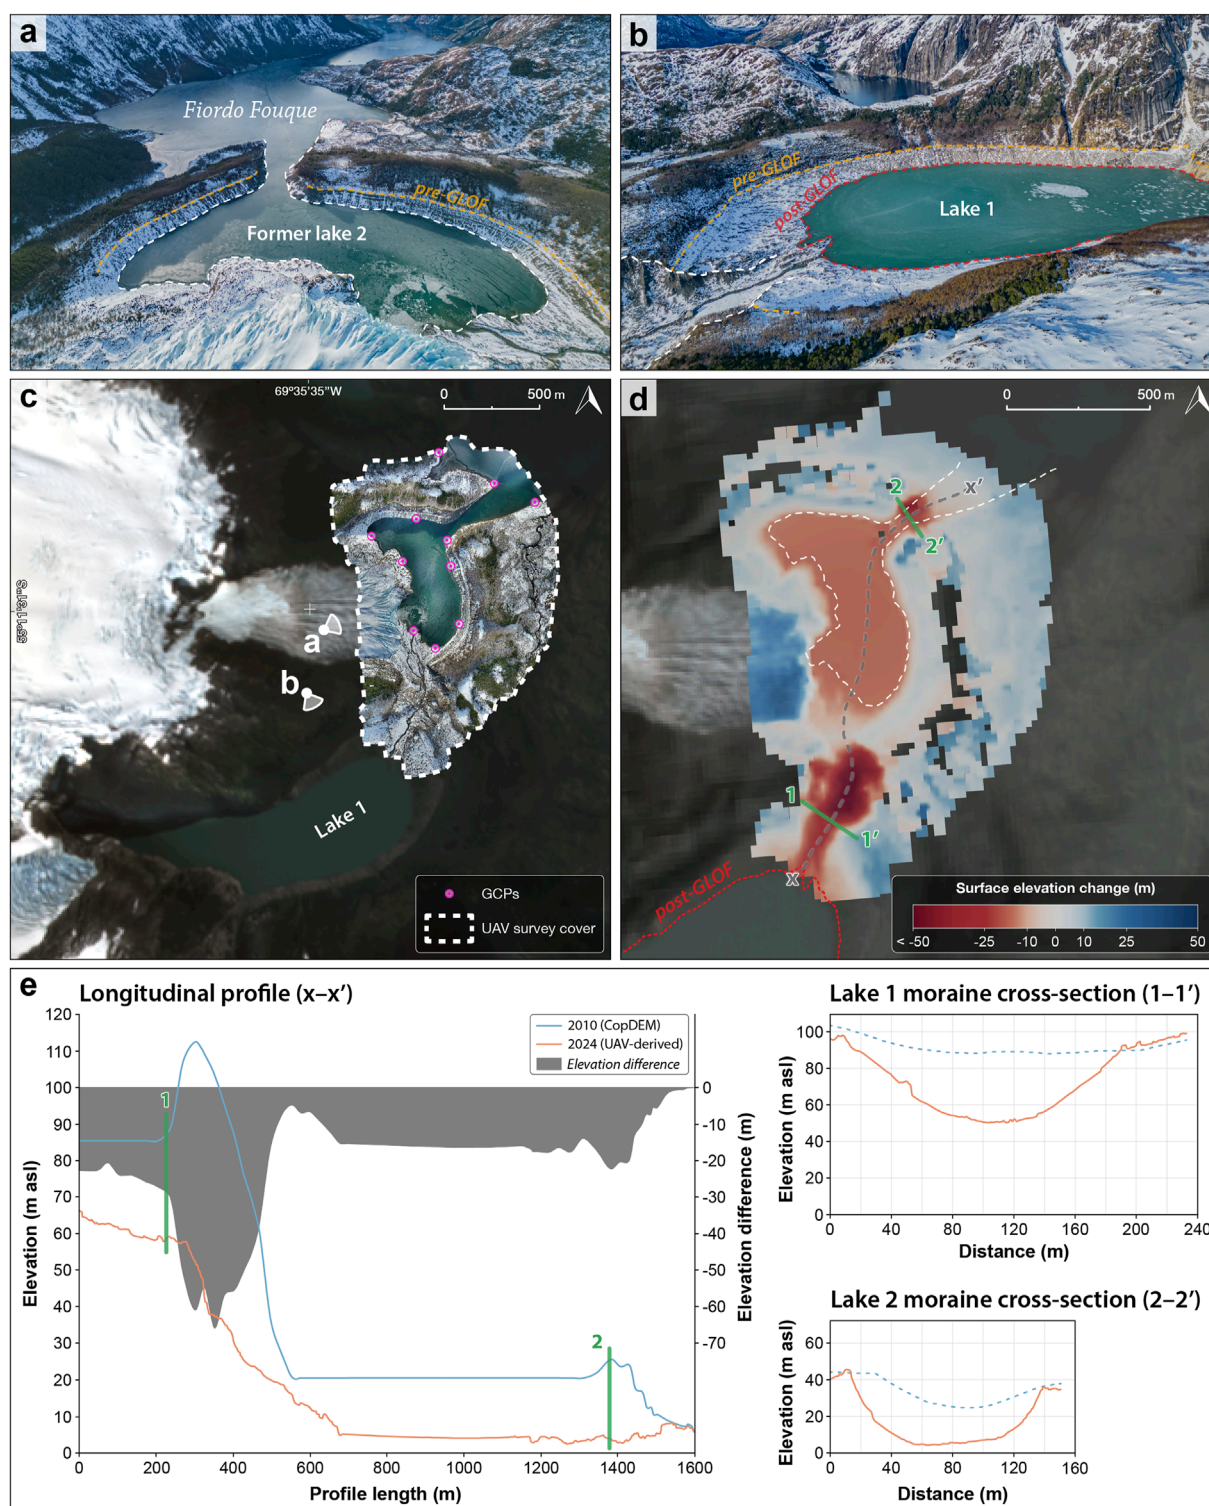 a
Fiordo Fouque
pre-GLOF
Former lake 2
b
pre-GLOF
post-GLOF
Lake 1
c
69°35'35"W
0 500 m
55°11'31"S
a
b
Lake 1
GCPs
UAV survey cover
d
0 500 m
2
x'
2'
1
1'
x
post-GLOF
Surface elevation change (m)
< -50 -25 -10 0 10 25 50
e
Longitudinal profile (x–x′)
2010 (CopDEM)
2024 (UAV-derived)
Elevation difference
120
110
100
90
80
70
60
50
40
30
20
10
0
Elevation (m asl)
1
2
0
-10
-20
-30
-40
-50
-60
-70
Elevation difference (m)
0 200 400 600 800 1000 1200 1400 1600
Profile length (m)
Lake 1 moraine cross-section (1–1′)
100
80
60
40
20
0
Elevation (m asl)
0 40 80 120 160 200 240
Distance (m)
Lake 2 moraine cross-section (2–2′)
60
40
20
0
Elevation (m asl)
0 40 80 120 160
Distance (m)